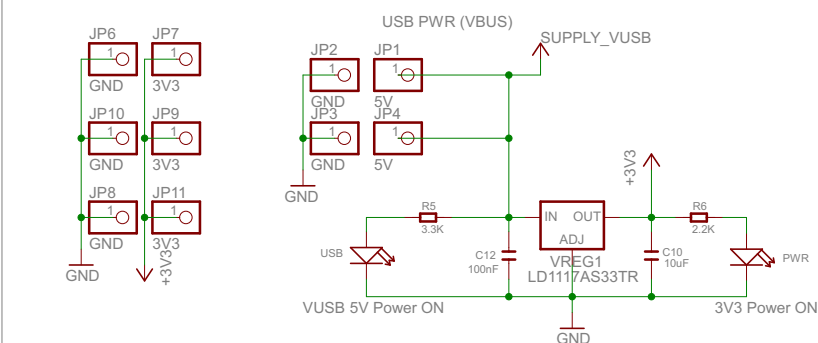 USB PWR (VBUS)
SUPPLY_VUSB
JP6 JP7
1 1
GND 3V3
JP10 JP9
1 1
GND 3V3
JP8 JP11
1 1
GND 3V3
GND
+3V3
JP2 JP1
1 1
GND 5V
JP3 JP4
1 1
GND 5V
GND
+3V3
R5
3.3K
IN OUT
ADJ
VREG1
LD1117AS33TR
R6
2.2K
USB
C12
100nF
C10
10uF
PWR
VUSB 5V Power ON
3V3 Power ON
GND